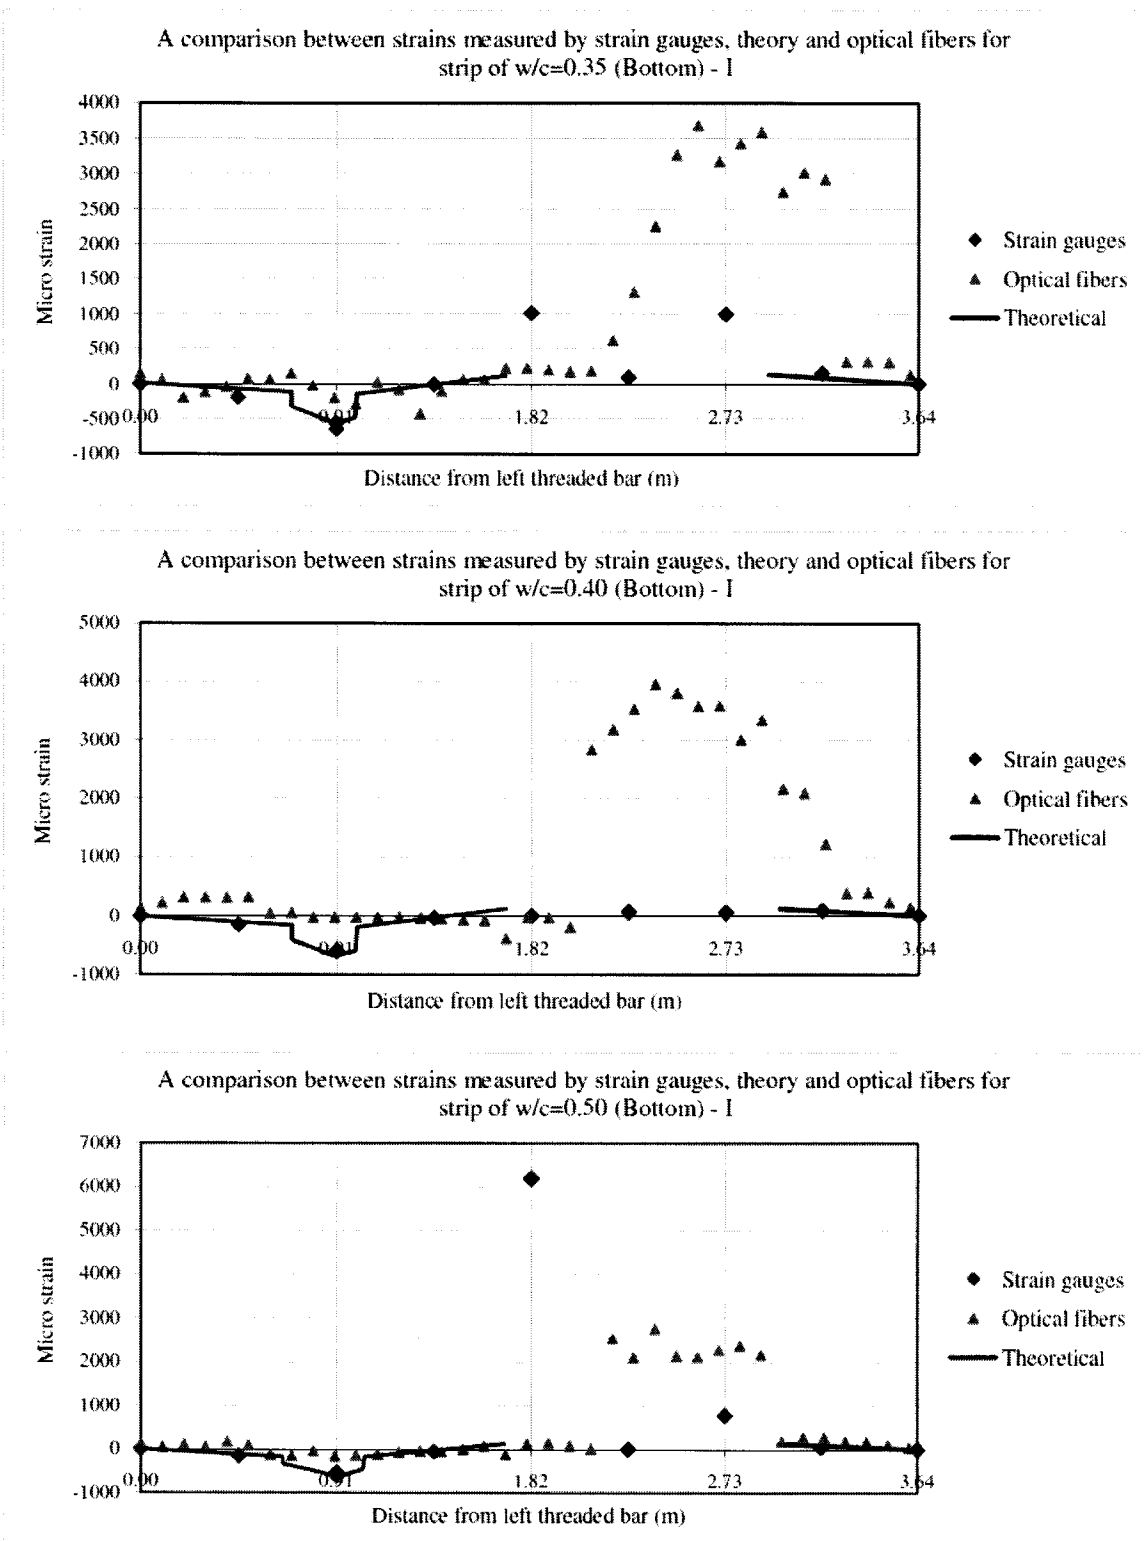 A comparison between strains measured by strain gauges, theory and optical fibers for
strip of w/c=0.35 (Bottom) - I
4000
3500
3000
2500
2000
1500
1000
500
0
-500
-1000
Micro strain
0.00
0.91
1.82
2.73
3.64
Distance from left threaded bar (m)
Strain gauges
Optical fibers
Theoretical
A comparison between strains measured by strain gauges, theory and optical fibers for
strip of w/c=0.40 (Bottom) - I
5000
4000
3000
2000
1000
0
-1000
Micro strain
0.00
0.91
1.82
2.73
3.64
Distance from left threaded bar (m)
Strain gauges
Optical fibers
Theoretical
A comparison between strains measured by strain gauges, theory and optical fibers for
strip of w/c=0.50 (Bottom) - I
7000
6000
5000
4000
3000
2000
1000
0
-1000
Micro strain
0.00
0.91
1.82
2.73
3.64
Distance from left threaded bar (m)
Strain gauges
Optical fibers
Theoretical